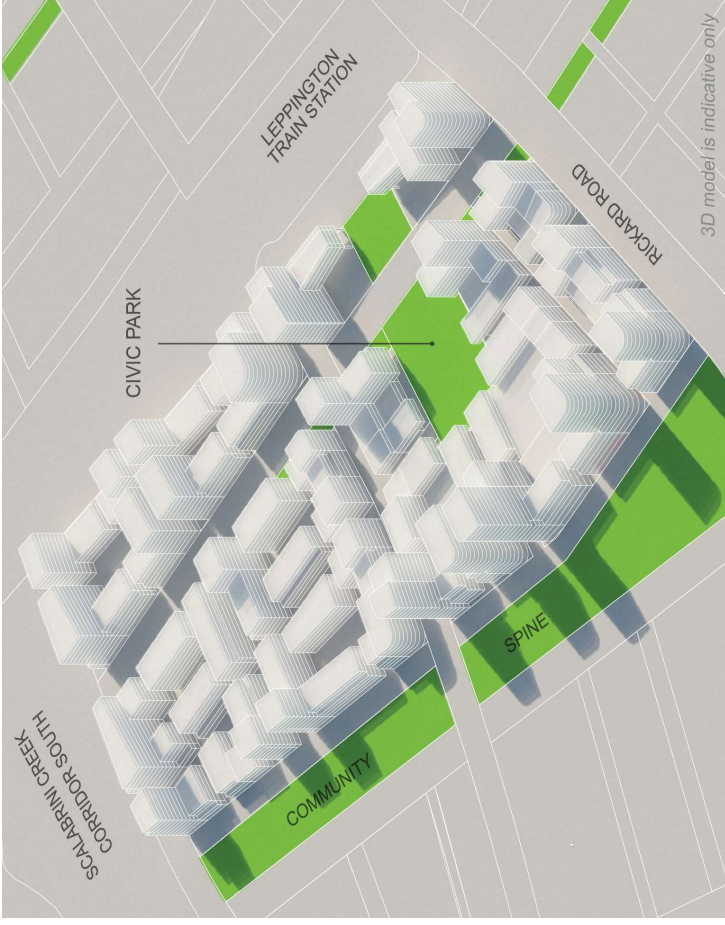 LEPPINGTON
TRAIN STATION
3D model is indicative only
RICKARD ROAD
CIVIC PARK
SPINE
COMMUNITY
SCALABRINI CREEK
CORRIDOR SOUTH